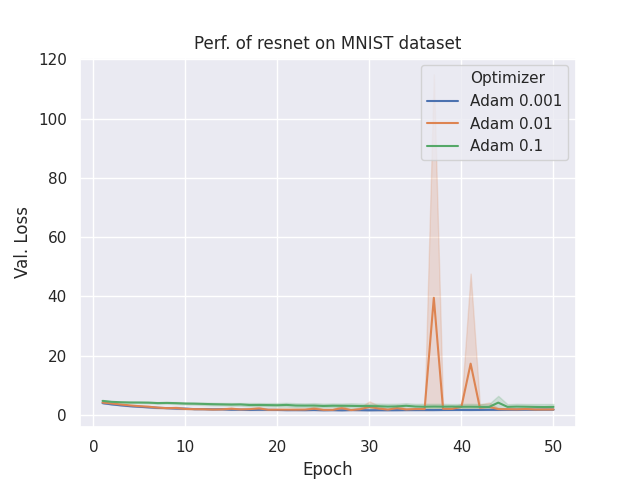 Perf. of resnet on MNIST dataset
120
100
80
60
40
20
0
Val. Loss
Optimizer
Adam 0.001
Adam 0.01
Adam 0.1
0 10 20 30 40 50
Epoch